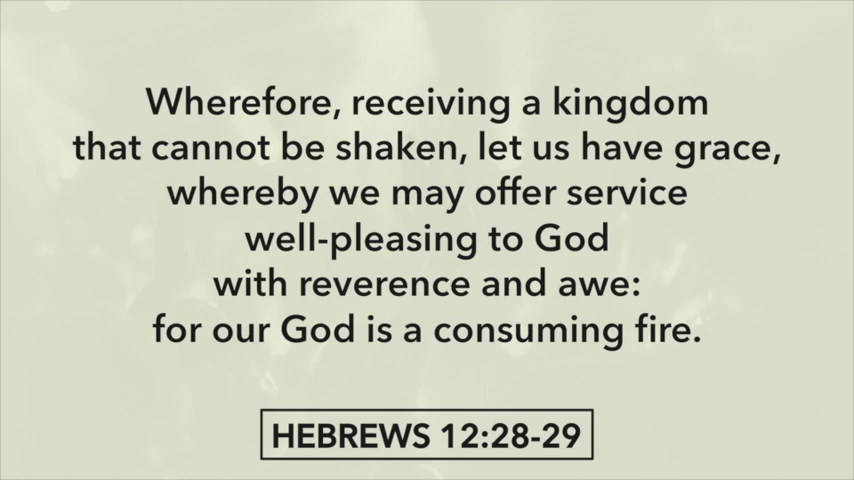 Wherefore, receiving a kingdom
that cannot be shaken, let us have grace,
whereby we may offer service
well-pleasing to God
with reverence and awe:
for our God is a consuming fire.
HEBREWS 12:28-29